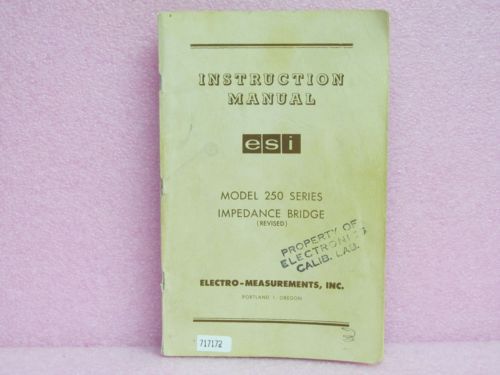 INSTRUCTION
MANUAL
esi
MODEL 250 SERIES
IMPEDANCE BRIDGE
(REVISED)
PROPERTY OF
ELECTRONICS
CALIB. LAB.
ELECTRO-MEASUREMENTS, INC.
PORTLAND 1, OREGON
717172